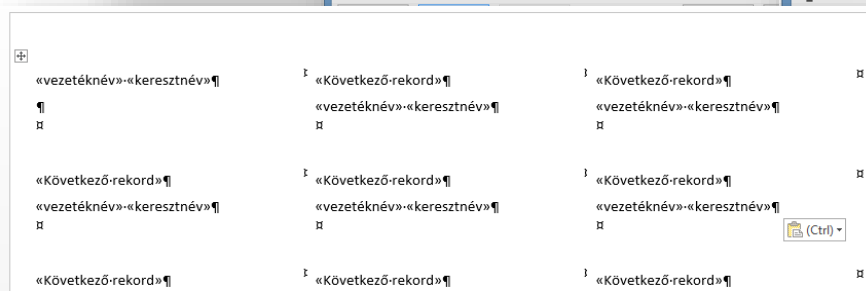 «vezetéknév»·«keresztnév»¶ ¤ «Következő·rekord»¶ ¤ «Következő·rekord»¶ ¤
¶ «vezetéknév»·«keresztnév»¶ «vezetéknév»·«keresztnév»¶
¤ ¤ ¤
«Következő·rekord»¶ ¤ «Következő·rekord»¶ ¤ «Következő·rekord»¶ ¤
«vezetéknév»·«keresztnév»¶ «vezetéknév»·«keresztnév»¶ «vezetéknév»·«keresztnév»¶
¤ ¤ ¤
(Ctrl)
«Következő·rekord»¶ ¤ «Következő·rekord»¶ ¤ «Következő·rekord»¶ ¤